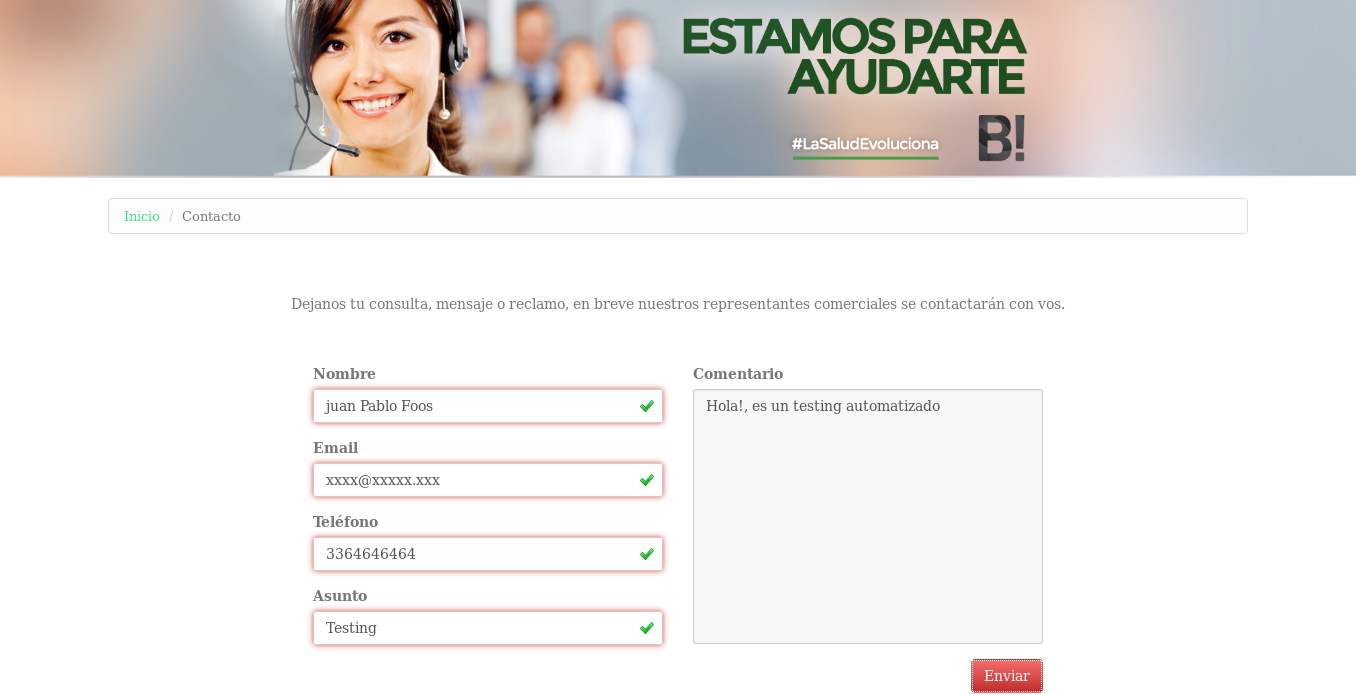 ESTAMOS PARA
AYUDARTE
#LaSaludEvoluciona
B!
Inicio / Contacto
Dejanos tu consulta, mensaje o reclamo, en breve nuestros representantes comerciales se contactarán con vos.
Nombre
juan Pablo Foos
Email
xxxx@xxxxx.xxx
Teléfono
3364646464
Asunto
Testing
Comentario
Hola!, es un testing automatizado
Enviar